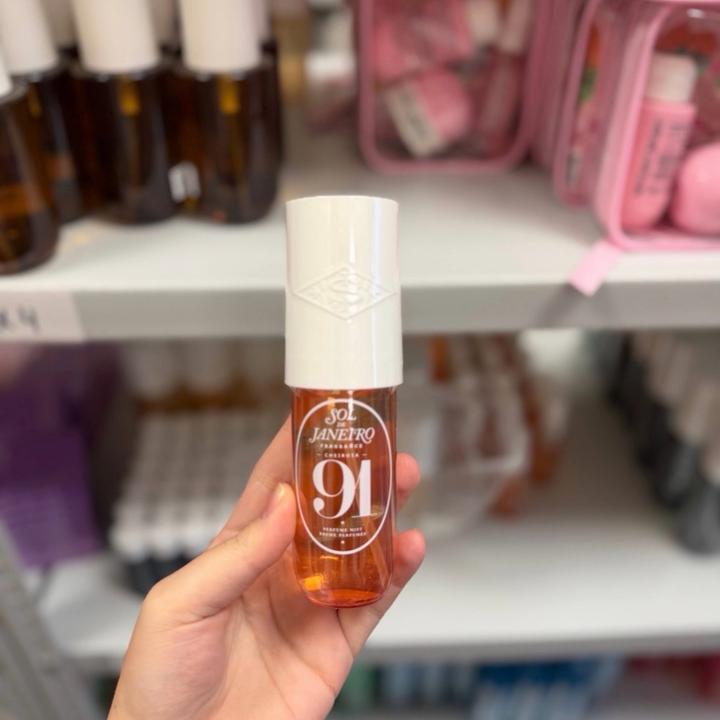 SOL
DE
JANEIRO
FRAGRANCE
CHEIROSA
91
PERFUME MIST
BRUME PARFUMÉE